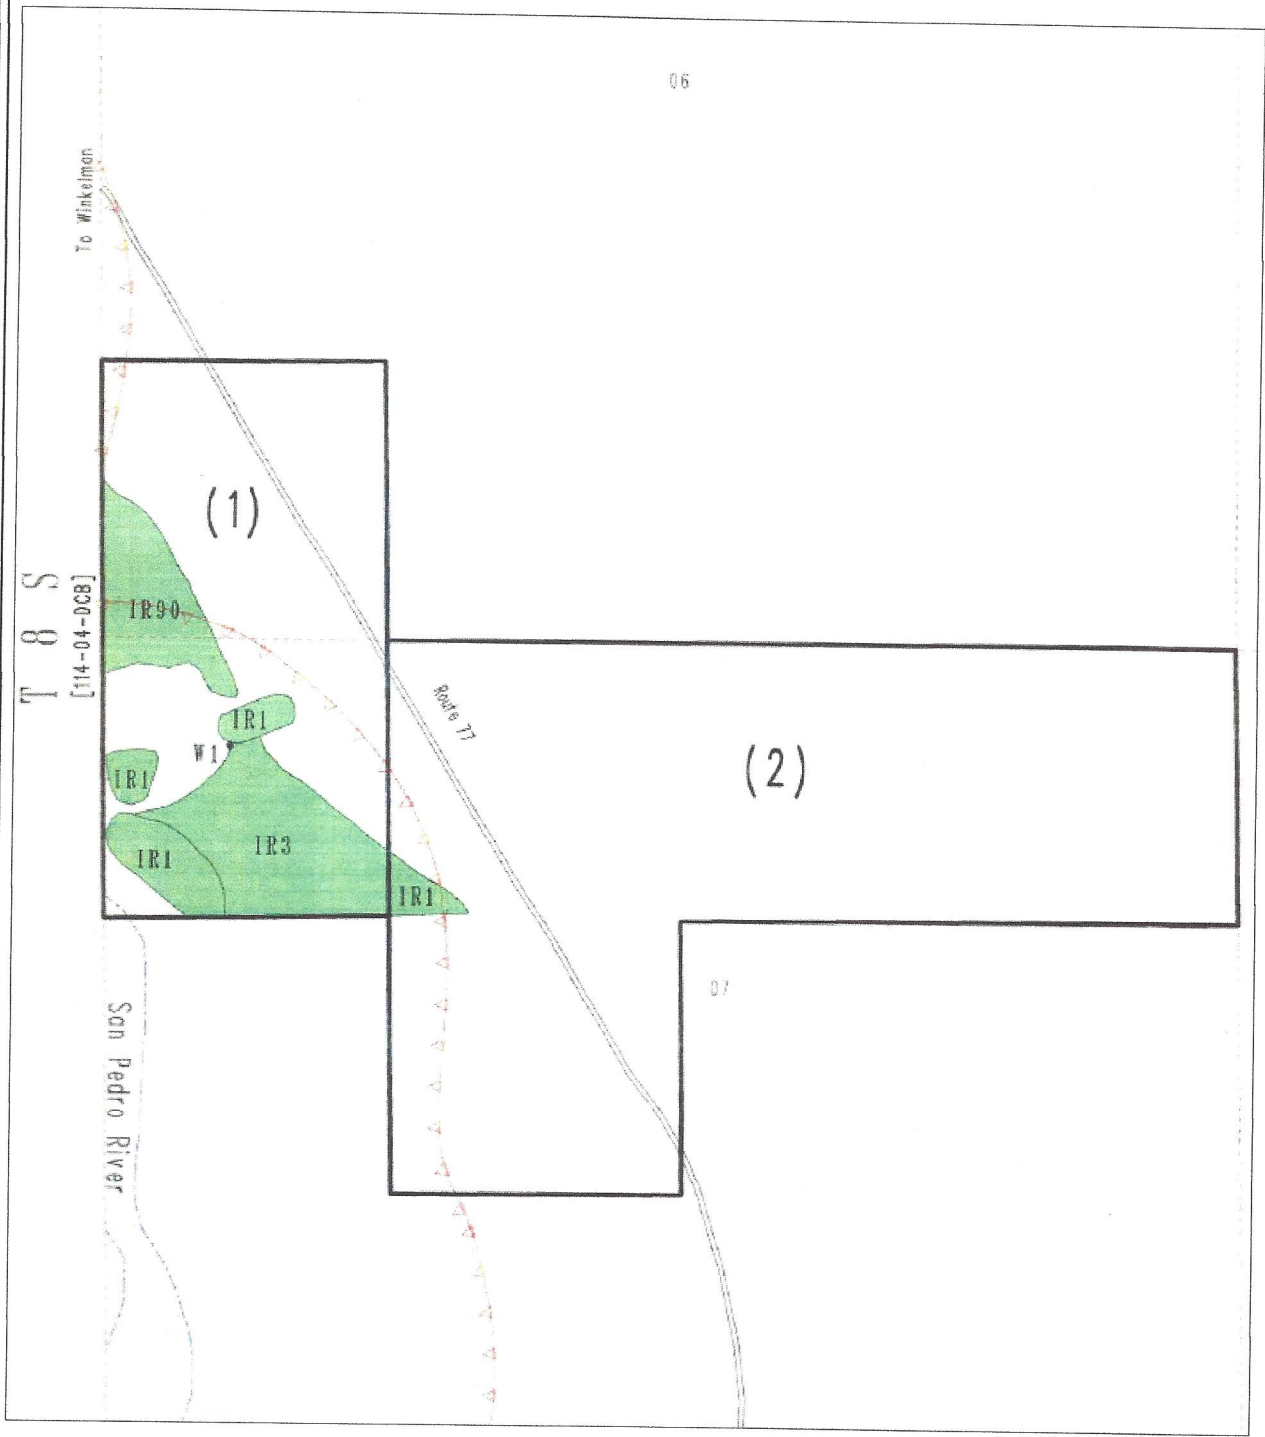 06
To Winkelman
(1)
T 8 S
[114-04-DCB]
IR90
IR1
W1
Route 77
(2)
IR1
IR3
IR1
IR1
07
San Pedro River